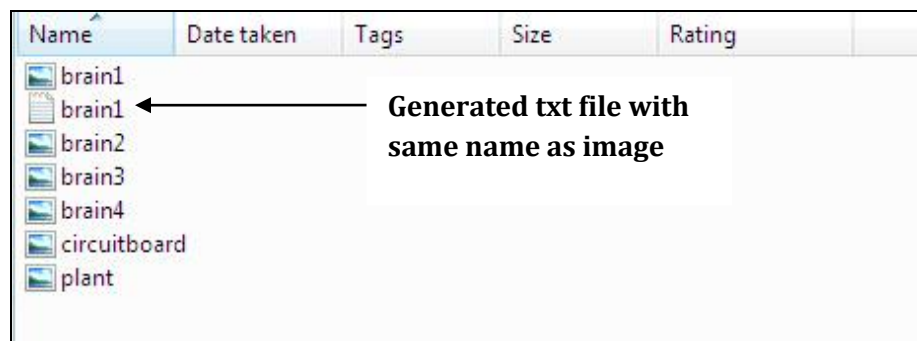 Name Date taken Tags Size Rating
brain1
brain1
Generated txt file with
same name as image
brain2
brain3
brain4
circuitboard
plant